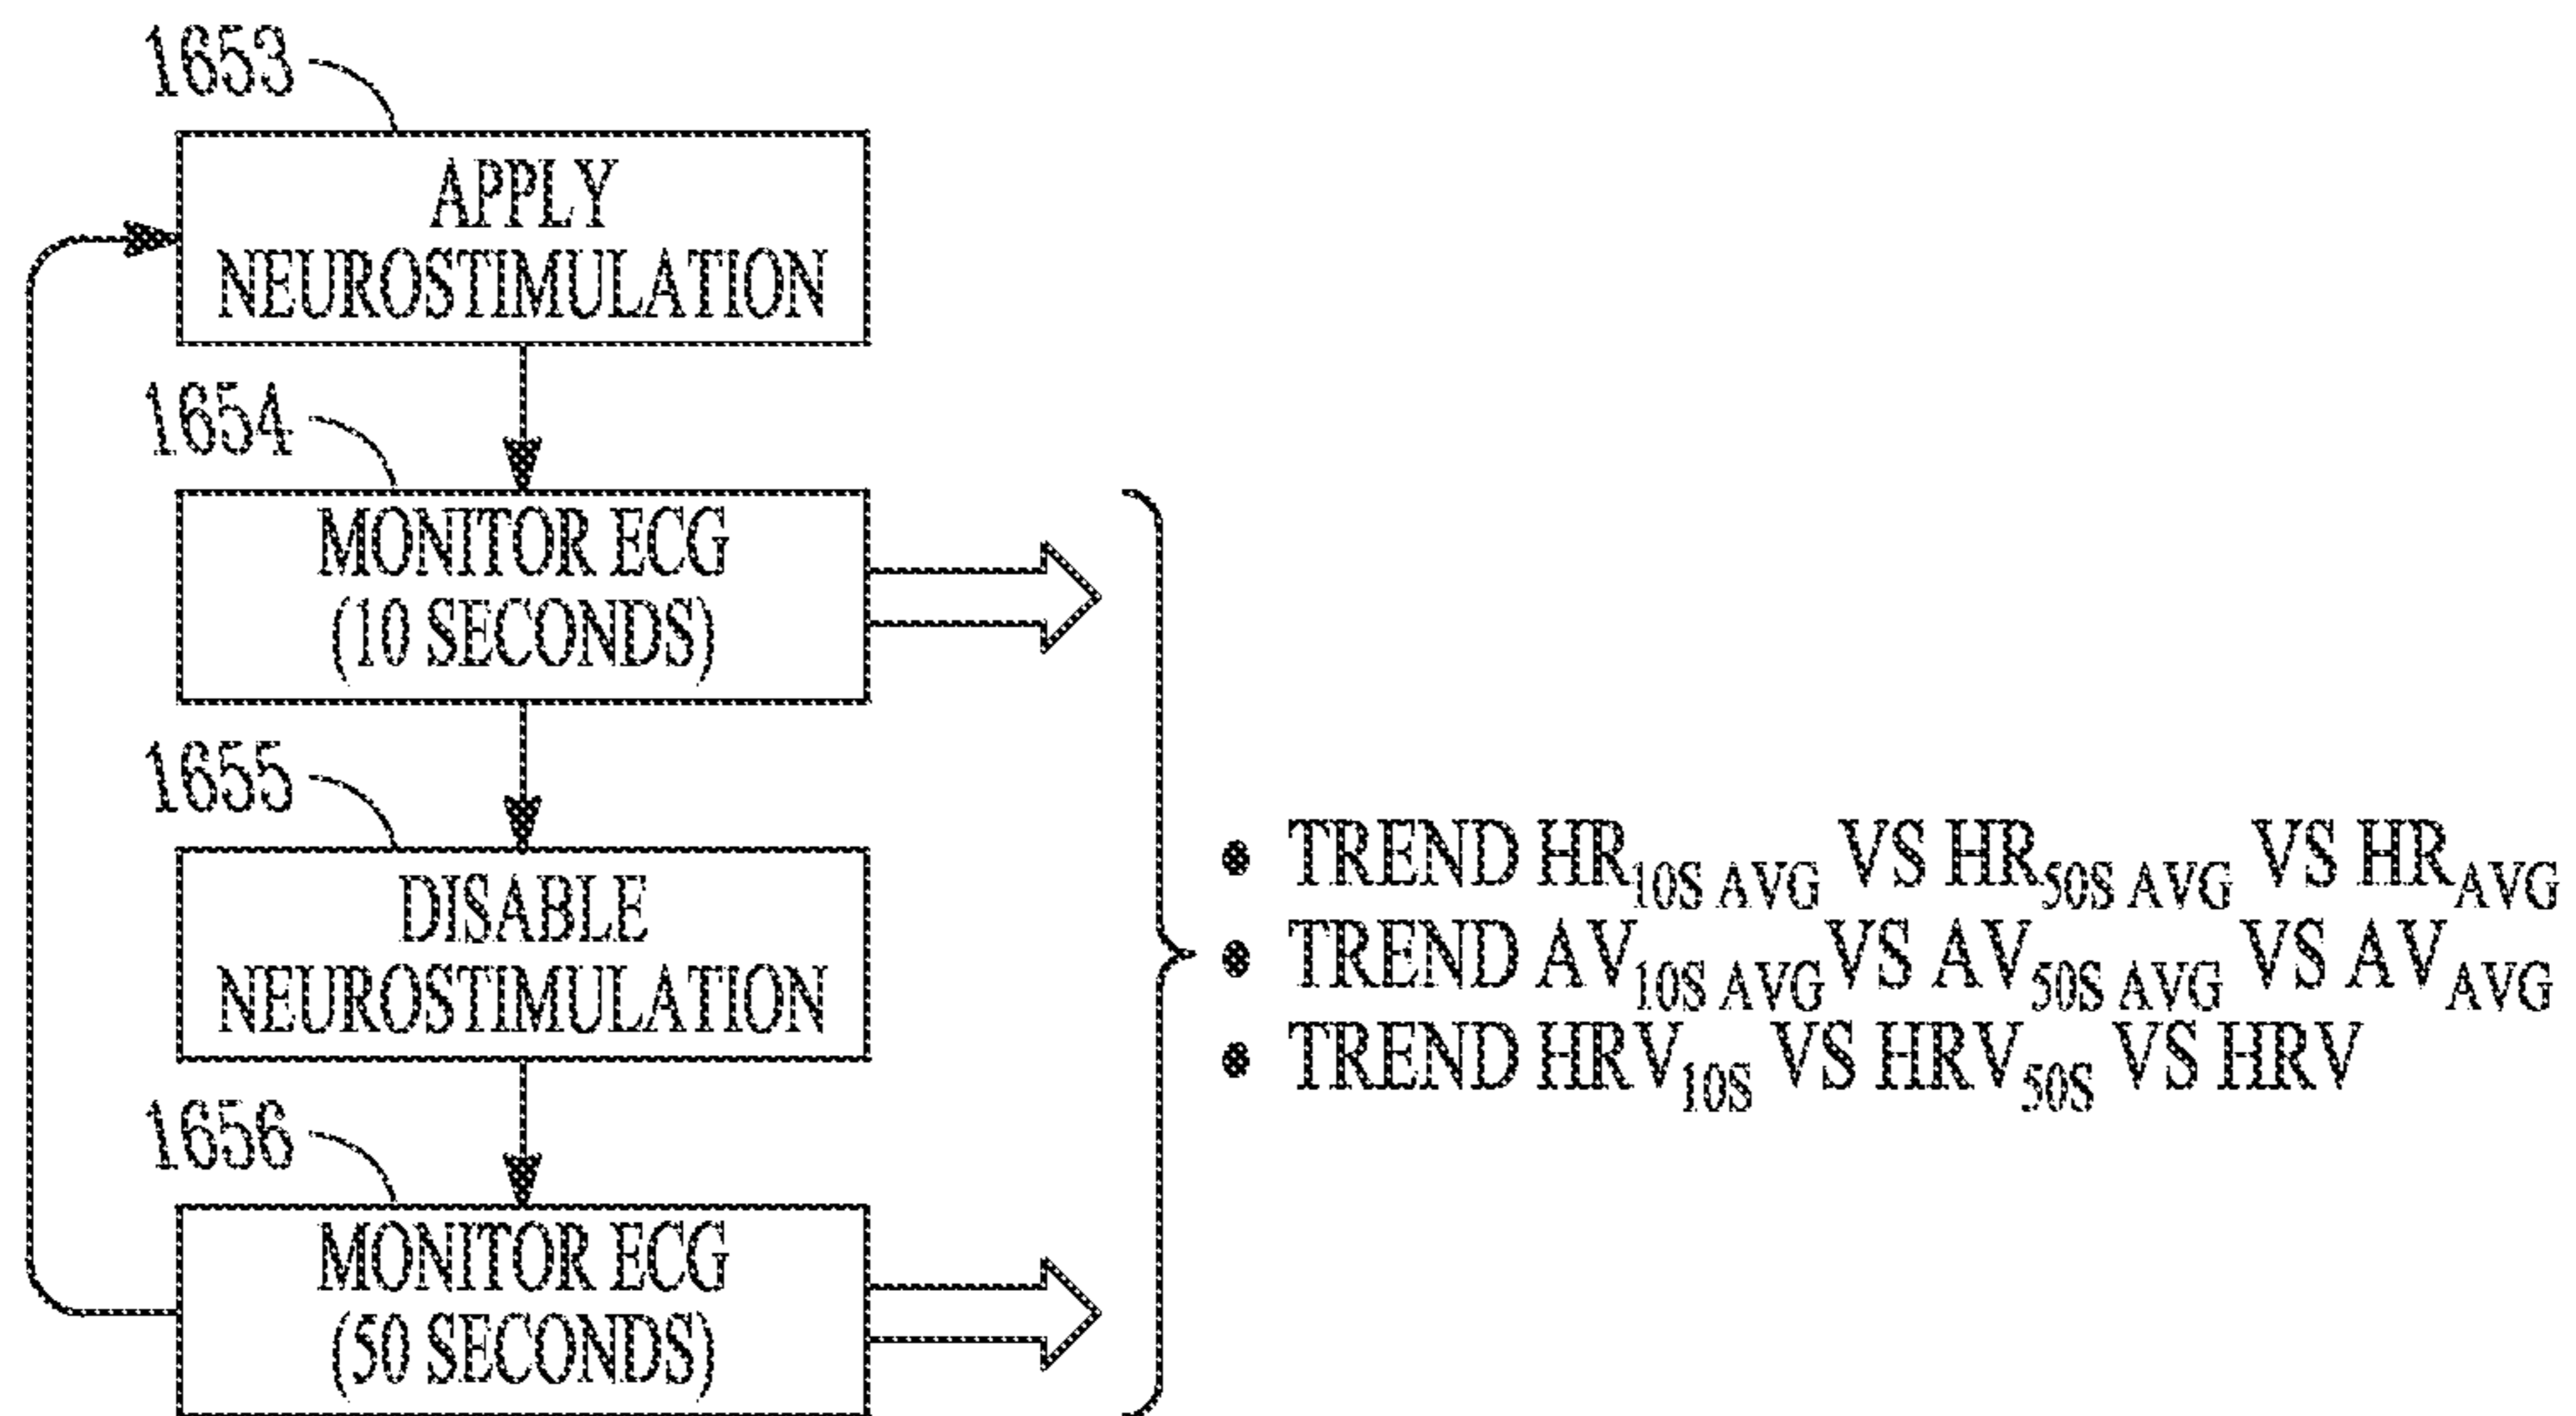 1653
APPLY
NEUROSTIMULATION
1654
MONITOR ECG
(10 SECONDS)
1655
DISABLE
NEUROSTIMULATION
1656
MONITOR ECG
(50 SECONDS)
• TREND HR10S AVG VS HR50S AVG VS HRAVG
• TREND AV10S AVG VS AV50S AVG VS AVAVG
• TREND HRV10S VS HRV50S VS HRV